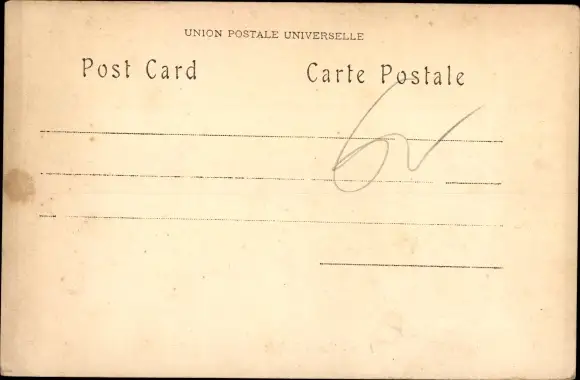 UNION POSTALE UNIVERSELLE
Post Card Carte Postale